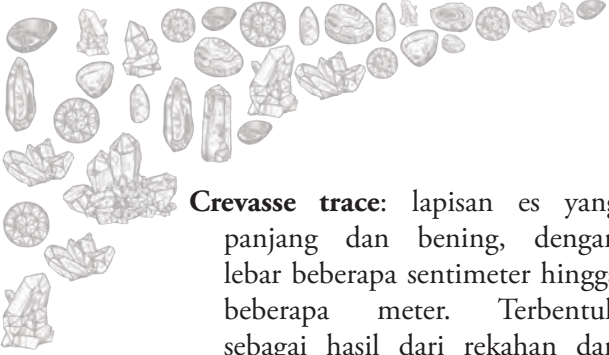 Crevasse trace: lapisan es yang
panjang dan bening, dengan
lebar beberapa sentimeter hingga
beberapa meter. Terbentuk
sebagai hasil dari rekahan dan